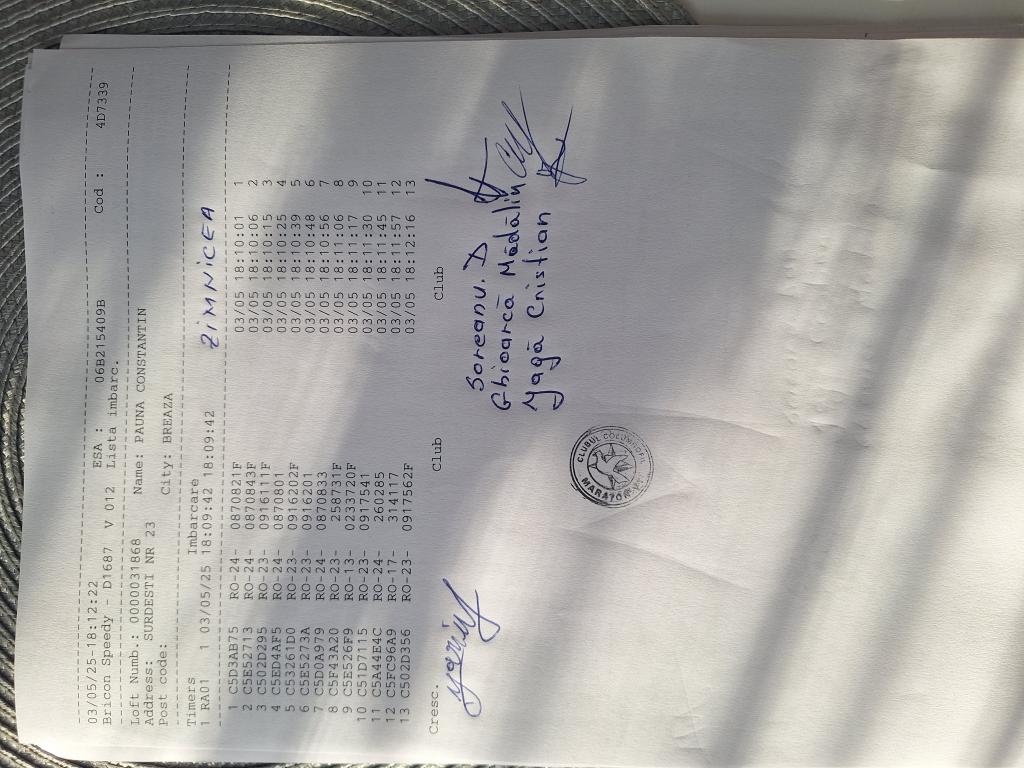 03/05/25-18:12:22 ESA : 06B215409B Cod : 4D7339
Bricon Speedy - D1687 V 012 Lista imbarc.
Loft Numb.: 0000031868 Name: PAUNA CONSTANTIN
Address: SURDESTI NR 23
Post code: City: BREAZA
Timers Imbarcare
1 RA01 1 03/05/25 18:09:42 18:09:42 ZIMNICEA
1 C5D3AB75 RO-24- 0870821F 03/05 18:10:01 1
2 C5E52713 RO-24- 0870843F 03/05 18:10:06 2
3 C502D295 RO-23- 0916111F 03/05 18:10:15 3
4 C5ED4AF5 RO-24- 0870801 03/05 18:10:25 4
5 C53261D0 RO-23- 0916202F 03/05 18:10:39 5
6 C5E5273A RO-23- 0916201 03/05 18:10:48 6
7 C5D0A979 RO-24- 0870833 03/05 18:10:56 7
8 C5F43A20 RO-23- 258731F 03/05 18:11:06 8
9 C5E526F9 RO-13- 0233720F 03/05 18:11:17 9
10 C51D7115 RO-23- 0917541 03/05 18:11:30 10
11 C5A44E4C RO-24- 260285 03/05 18:11:45 11
12 C5FC96A9 RO-17- 314117 03/05 18:11:57 12
13 C502D356 RO-23- 0917562F 03/05 18:12:16 13
Cresc. Club Club
Soreanu. D
Ghioarcă Mădălin
Cristian
CLUBUL COLUMBOFIL